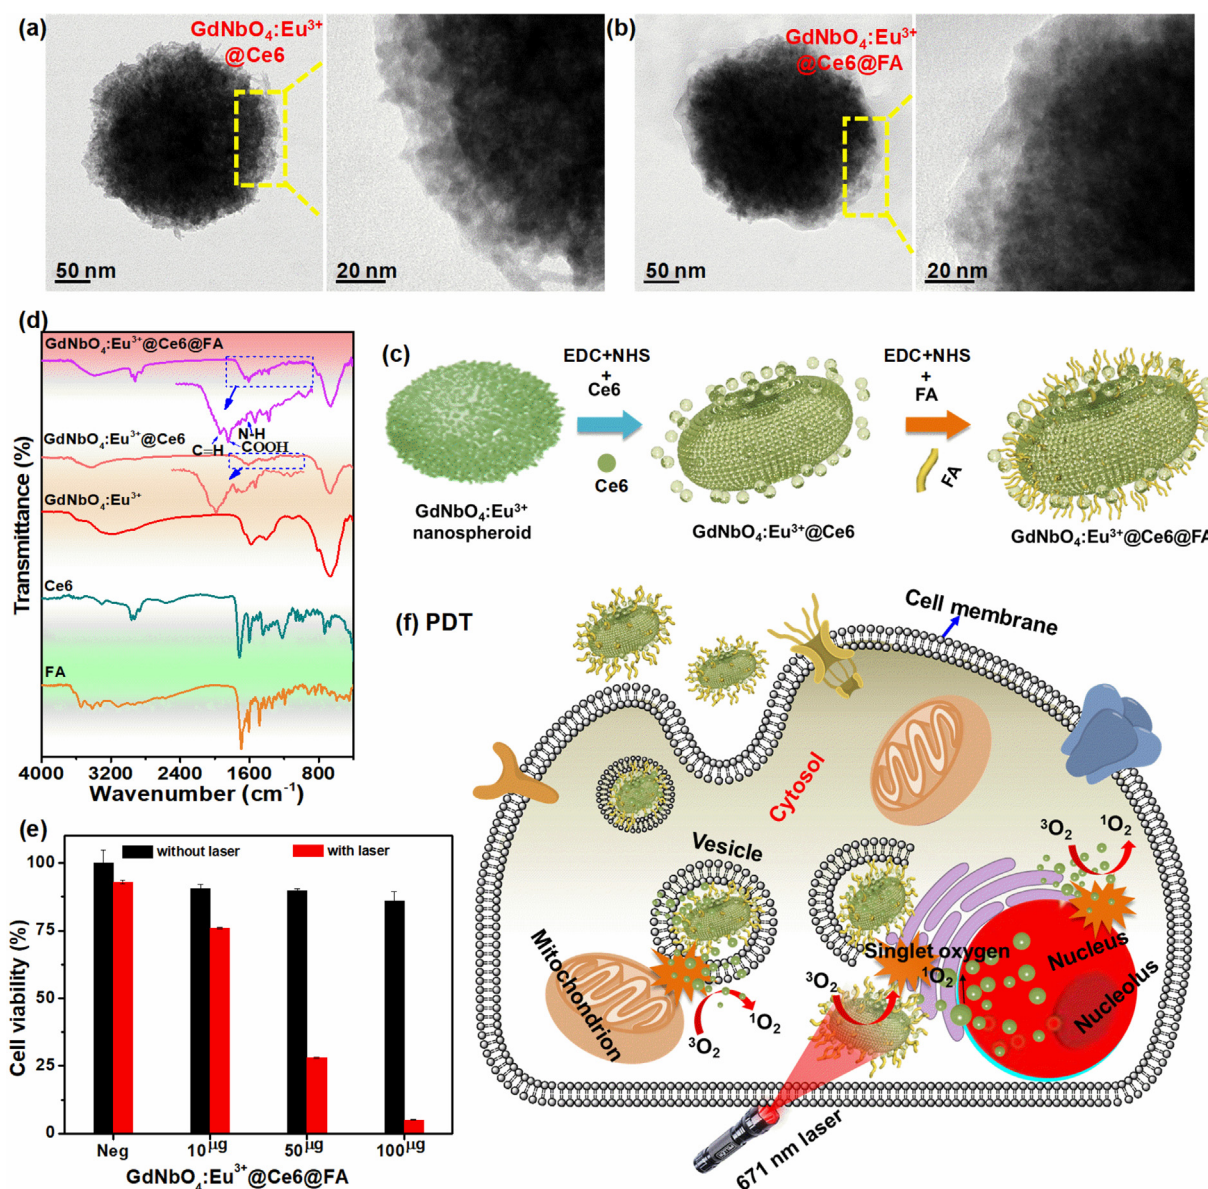 (a)
GdNbO₄:Eu³⁺
@Ce6
50 nm
20 nm
(b)
GdNbO₄:Eu³⁺
@Ce6@FA
50 nm
20 nm
(d)
GdNbO₄:Eu³⁺@Ce6@FA
N-H
C=H
COOH
GdNbO₄:Eu³⁺@Ce6
GdNbO₄:Eu³⁺
Ce6
FA
Transmittance (%)
4000 3200 2400 1600 800
Wavenumber (cm⁻¹)
(c)
EDC+NHS
+
Ce6
Ce6
EDC+NHS
+
FA
FA
GdNbO₄:Eu³⁺
nanospheroid
GdNbO₄:Eu³⁺@Ce6
GdNbO₄:Eu³⁺@Ce6@FA
(e)
without laser
with laser
100
75
50
25
0
Cell viability (%)
Neg 10μg 50μg 100μg
GdNbO₄:Eu³⁺@Ce6@FA
(f) PDT
Cell membrane
Cytosol
Vesicle
³O₂
¹O₂
Mitochondrion
Singlet oxygen
Nucleus
Nucleolus
¹O₂
³O₂
¹O₂
³O₂
671 nm laser